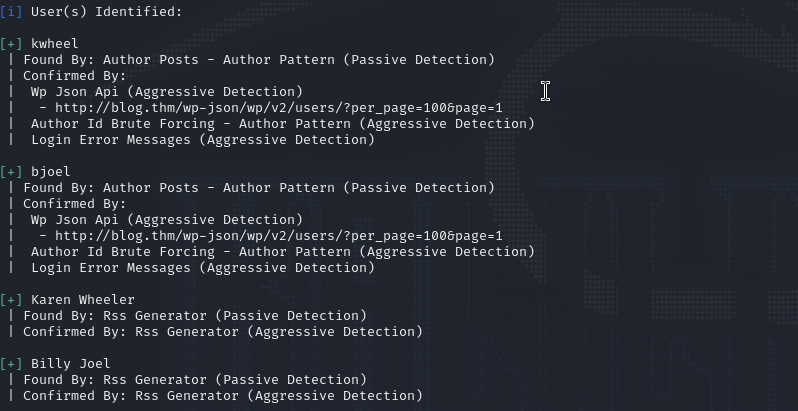 [i] User(s) Identified:
[+] kwheel
| Found By: Author Posts - Author Pattern (Passive Detection)
| Confirmed By:
|  Wp Json Api (Aggressive Detection)
|   - http://blog.thm/wp-json/wp/v2/users/?per_page=100&page=1
|  Author Id Brute Forcing - Author Pattern (Aggressive Detection)
|  Login Error Messages (Aggressive Detection)
[+] bjoel
| Found By: Author Posts - Author Pattern (Passive Detection)
| Confirmed By:
|  Wp Json Api (Aggressive Detection)
|   - http://blog.thm/wp-json/wp/v2/users/?per_page=100&page=1
|  Author Id Brute Forcing - Author Pattern (Aggressive Detection)
|  Login Error Messages (Aggressive Detection)
[+] Karen Wheeler
| Found By: Rss Generator (Passive Detection)
| Confirmed By: Rss Generator (Aggressive Detection)
[+] Billy Joel
| Found By: Rss Generator (Passive Detection)
| Confirmed By: Rss Generator (Aggressive Detection)